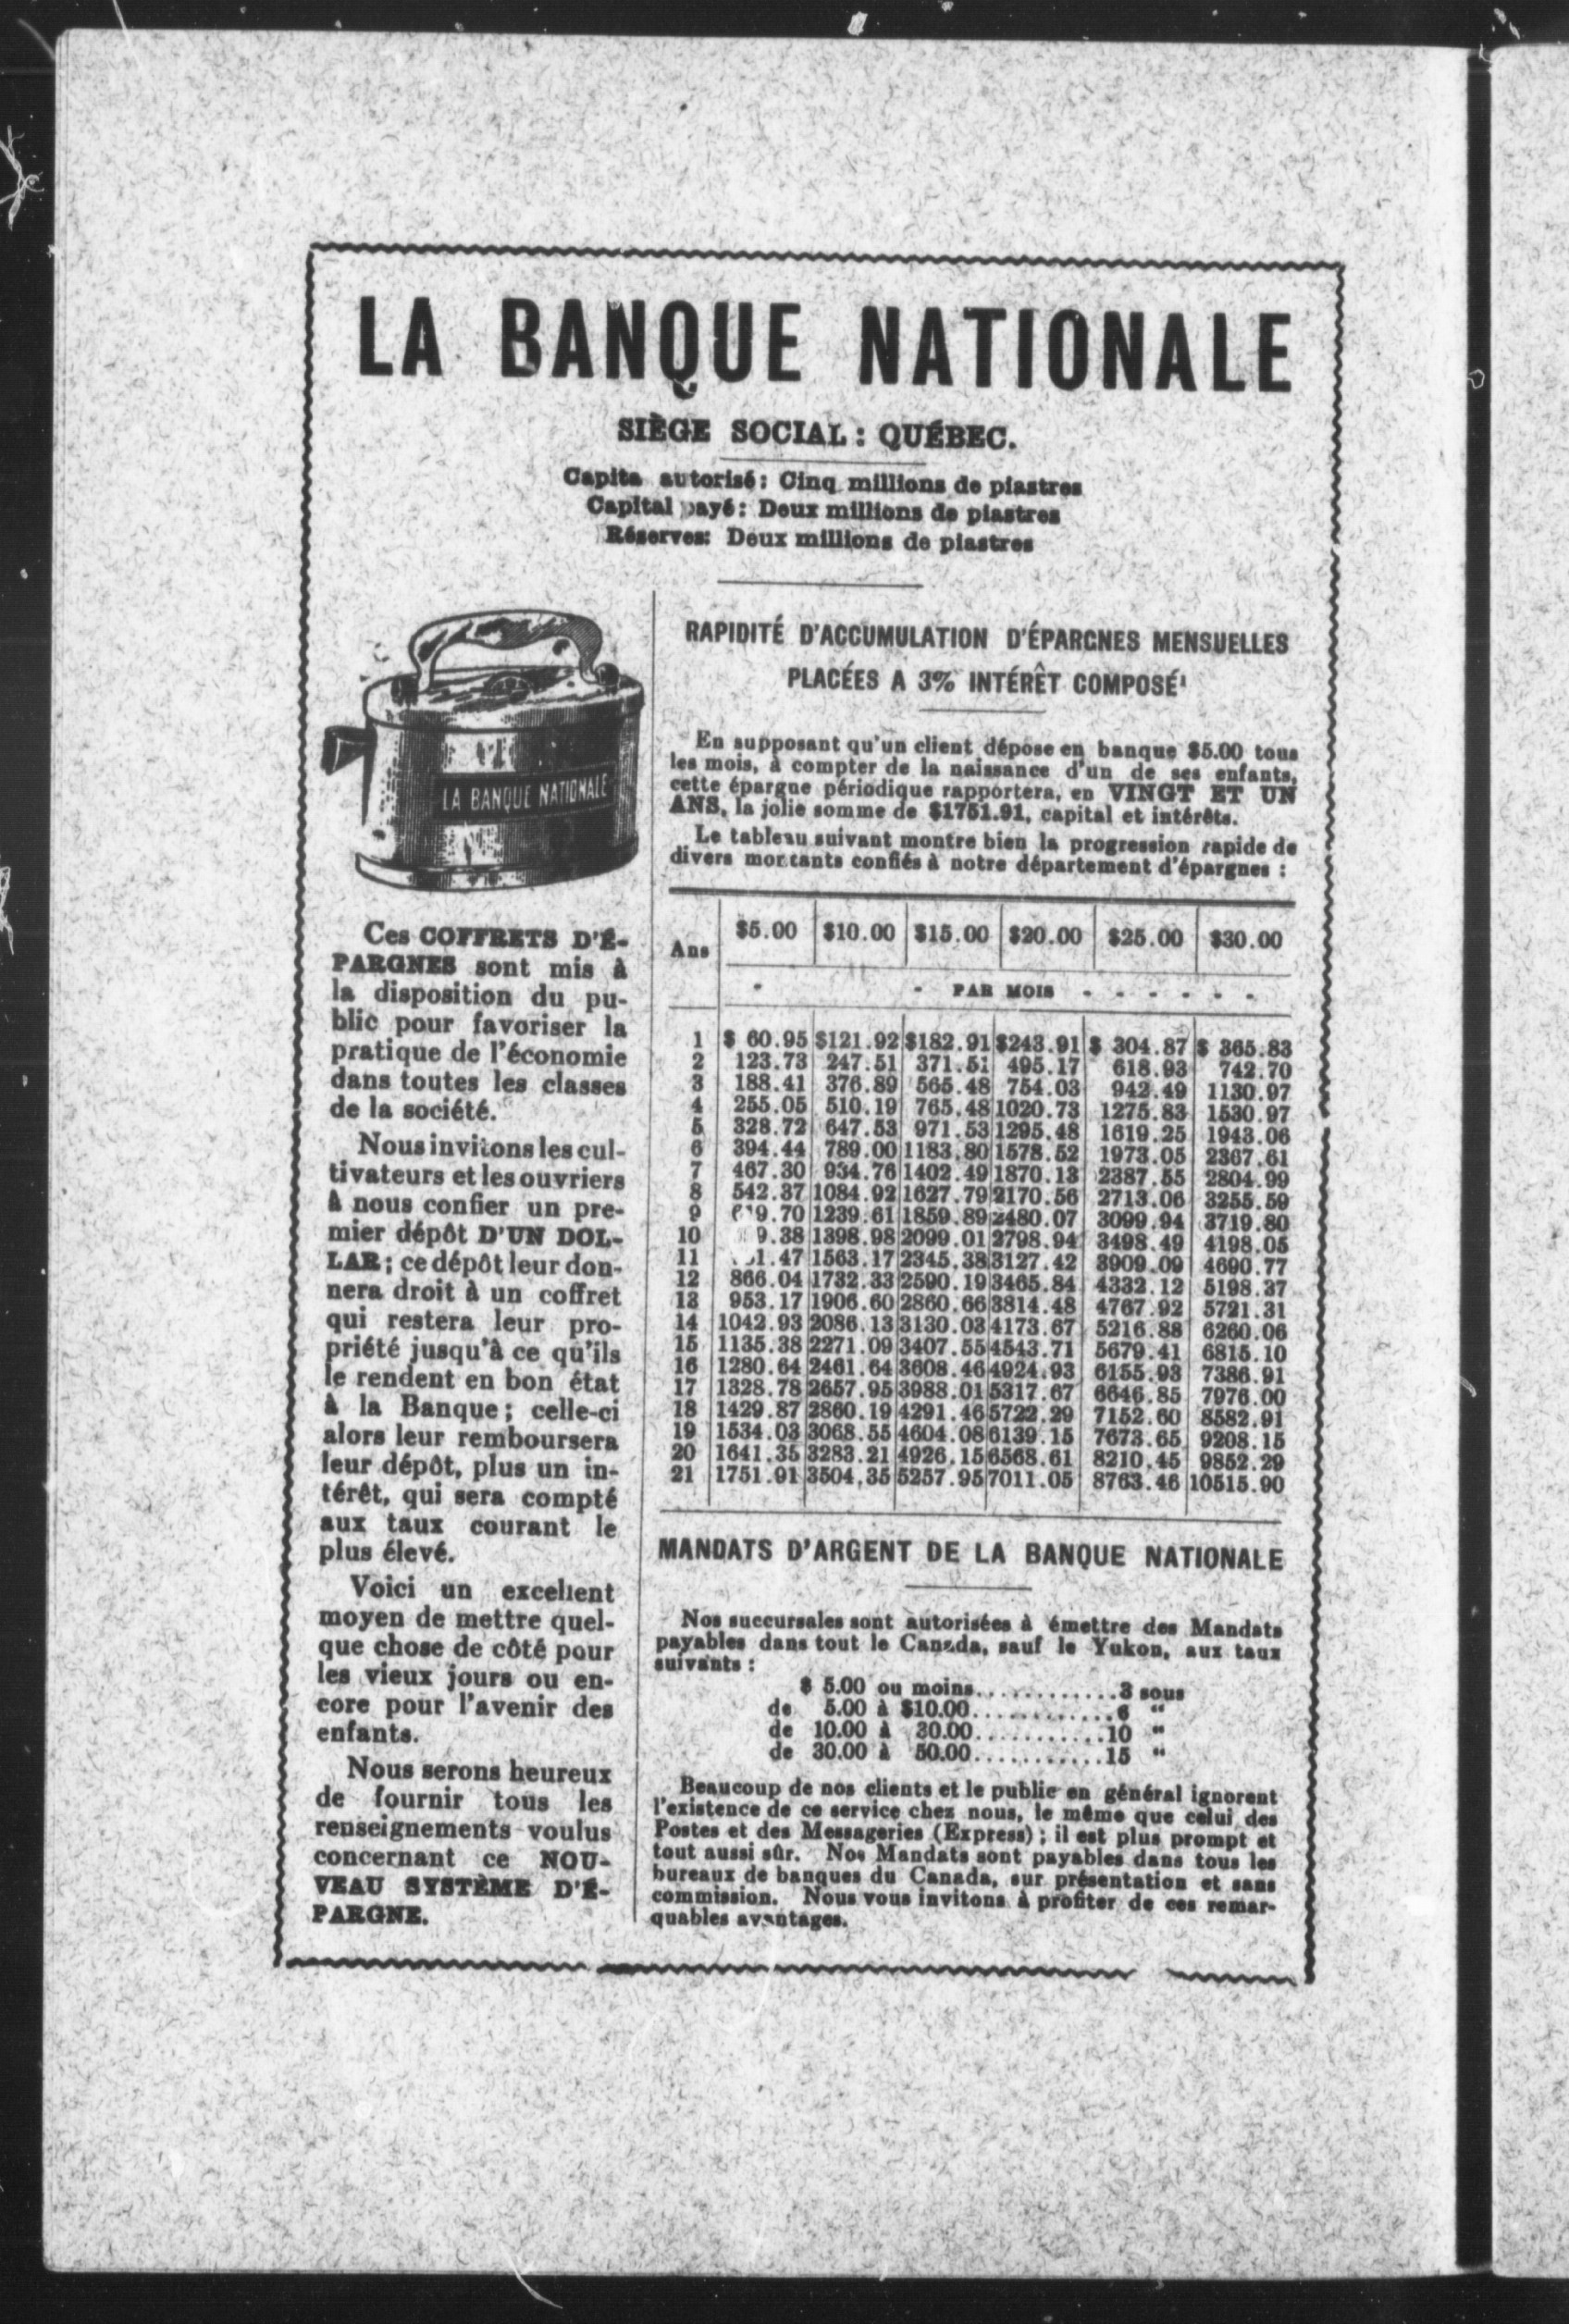 LA BANQUE NATIONALE
SIÈGE SOCIAL : QUÉBEC.
Capita autorisé : Cinq millions de piastres
Capital payé : Deux millions de piastres
Réserves: Deux millions de piastres
LA BANQUE NATIONALE
Ces COFFRETS D'É-
PARGNES sont mis à
la disposition du pu-
blic pour favoriser la
pratique de l'économie
dans toutes les classes
de la société.
Nous invitons les cul-
tivateurs et les ouvriers
à nous confier un pre-
mier dépôt D'UN DOL-
LAR ; ce dépôt leur don-
nera droit à un coffret
qui restera leur pro-
priété jusqu'à ce qu'ils
le rendent en bon état
à la Banque ; celle-ci
alors leur remboursera
leur dépôt, plus un in-
térêt, qui sera compté
aux taux courant le
plus élevé.
Voici un excellent
moyen de mettre quel-
que chose de côté pour
les vieux jours ou en-
core pour l'avenir des
enfants.
Nous serons heureux
de fournir tous les
renseignements voulus
concernant ce NOU-
VEAU SYSTÈME D'É-
PARGNE.
RAPIDITÉ D'ACCUMULATION D'ÉPARGNES MENSUELLES
PLACÉES A 3% INTÉRÊT COMPOSÉ
En supposant qu'un client dépose en banque $5.00 tous
les mois, à compter de la naissance d'un de ses enfants,
cette épargne périodique rapportera, en VINGT ET UN
ANS, la jolie somme de $1751.91, capital et intérêts.
Le tableau suivant montre bien la progression rapide de
divers montants confiés à notre département d'épargnes :
Ans $5.00 $10.00 $15.00 $20.00 $25.00 $30.00
PAR MOIS
1 $ 60.95 $121.92 $182.91 $243.91 $ 304.87 $ 365.83
2 123.73 247.51 371.51 495.17 618.93 742.70
3 188.41 376.89 565.48 754.03 942.49 1130.97
4 255.05 510.19 765.48 1020.73 1275.83 1530.97
5 328.72 647.53 971.53 1295.48 1619.25 1943.06
6 394.44 789.00 1183.80 1578.52 1973.05 2367.61
7 467.30 934.76 1402.49 1870.13 2387.55 2804.99
8 542.37 1084.92 1627.79 2170.56 2713.06 3255.59
9 1239.61 1859.89 2480.07 3099.94 3719.80
10 1398.98 2099.01 2798.94 3498.49 4198.05
11 1563.17 2345.38 3127.42 3909.09 4690.77
12 866.04 1732.33 2590.19 3465.84 4332.12 5198.37
13 953.17 1906.60 2860.66 3814.48 4767.92 5721.31
14 1042.93 2086.13 3130.03 4173.67 5216.88 6260.06
15 1135.38 2271.09 3407.55 4543.71 5679.41 6815.10
16 1280.64 2461.64 3608.46 4924.93 6155.93 7386.91
17 1328.78 2657.95 3988.01 5317.67 6646.85 7976.00
18 1429.87 2860.19 4291.46 5722.29 7152.60 8582.91
19 1534.03 3068.55 4604.08 6139.15 7673.65 9208.15
20 1641.35 3283.21 4926.15 6568.61 8210.45 9852.29
21 1751.91 3504.35 5257.95 7011.05 8763.46 10515.90
MANDATS D'ARGENT DE LA BANQUE NATIONALE
Nos succursales sont autorisées à émettre des Mandats
payables dans tout le Canada, sauf le Yukon, aux taux
suivants :
$ 5.00 ou moins.............3 sous
de 5.00 à $10.00.............6 "
de 10.00 à 30.00............10 "
de 30.00 à 50.00............15 "
Beaucoup de nos clients et le public en général ignorent
l'existence de ce service chez nous, le même que celui des
Postes et des Messageries (Express) ; il est plus prompt et
tout aussi sûr. Nos Mandats sont payables dans tous les
bureaux de banques du Canada, sur présentation et sans
commission. Nous vous invitons à profiter de ces remar-
quables avantages.